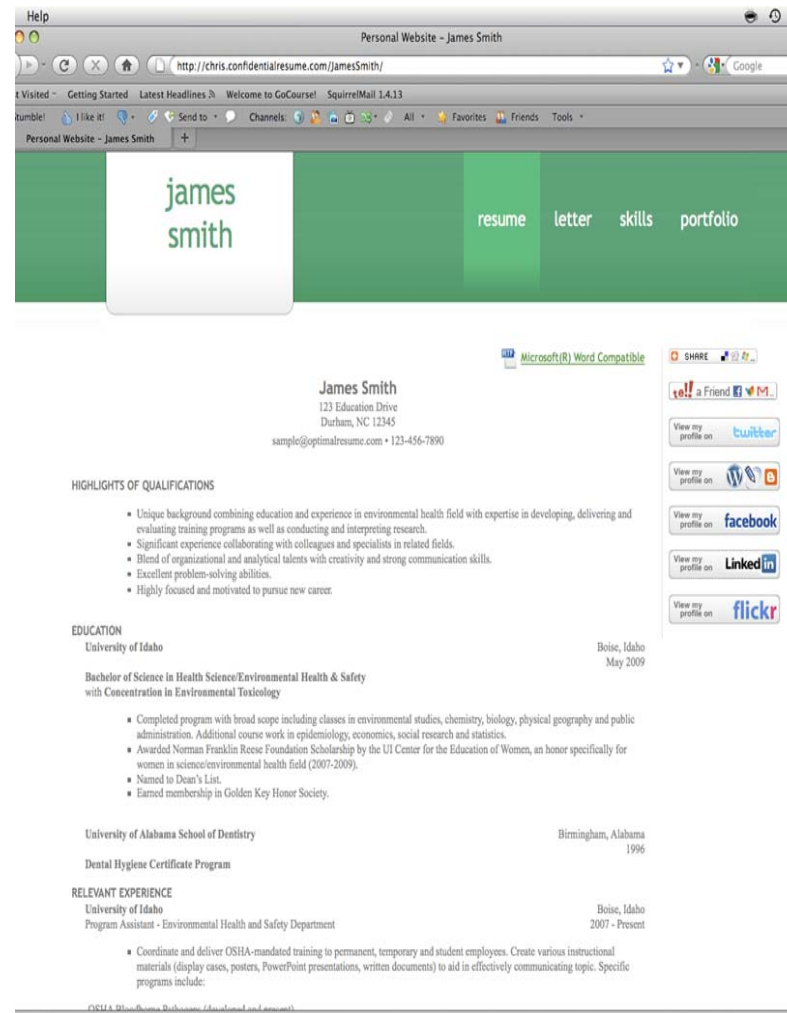 Help
Personal Website – James Smith
http://chris.confidentialresume.com/JamesSmith/
Google
t Visited
Getting Started Latest Headlines Welcome to GoCourse! SquirrelMail 1.4.13
tumble! I like it! Send to Channels: All Favorites Friends Tools
Personal Website – James Smith +
james
smith
resume letter skills portfolio
Microsoft(R) Word Compatible
SHARE
tell a Friend
View my
profile on twitter
View my
profile on
View my
profile on facebook
View my
profile on Linked in
View my
profile on flickr
James Smith
123 Education Drive
Durham, NC 12345
sample@optimalresume.com • 123-456-7890
HIGHLIGHTS OF QUALIFICATIONS
Unique background combining education and experience in environmental health field with expertise in developing, delivering and
evaluating training programs as well as conducting and interpreting research.
Significant experience collaborating with colleagues and specialists in related fields.
Blend of organizational and analytical talents with creativity and strong communication skills.
Excellent problem-solving abilities.
Highly focused and motivated to pursue new career.
EDUCATION
University of Idaho Boise, Idaho
May 2009
Bachelor of Science in Health Science/Environmental Health & Safety
with Concentration in Environmental Toxicology
Completed program with broad scope including classes in environmental studies, chemistry, biology, physical geography and public
administration. Additional course work in epidemiology, economics, social research and statistics.
Awarded Norman Franklin Reese Foundation Scholarship by the UI Center for the Education of Women, an honor specifically for
women in science/environmental health field (2007-2009).
Named to Dean's List.
Earned membership in Golden Key Honor Society.
University of Alabama School of Dentistry Birmingham, Alabama
1996
Dental Hygiene Certificate Program
RELEVANT EXPERIENCE
University of Idaho Boise, Idaho
Program Assistant - Environmental Health and Safety Department 2007 - Present
Coordinate and deliver OSHA-mandated training to permanent, temporary and student employees. Create various instructional
materials (display cases, posters, PowerPoint presentations, written documents) to aid in effectively communicating topic. Specific
programs include:
OSHA Bloodborne Pathogens (developed and present)